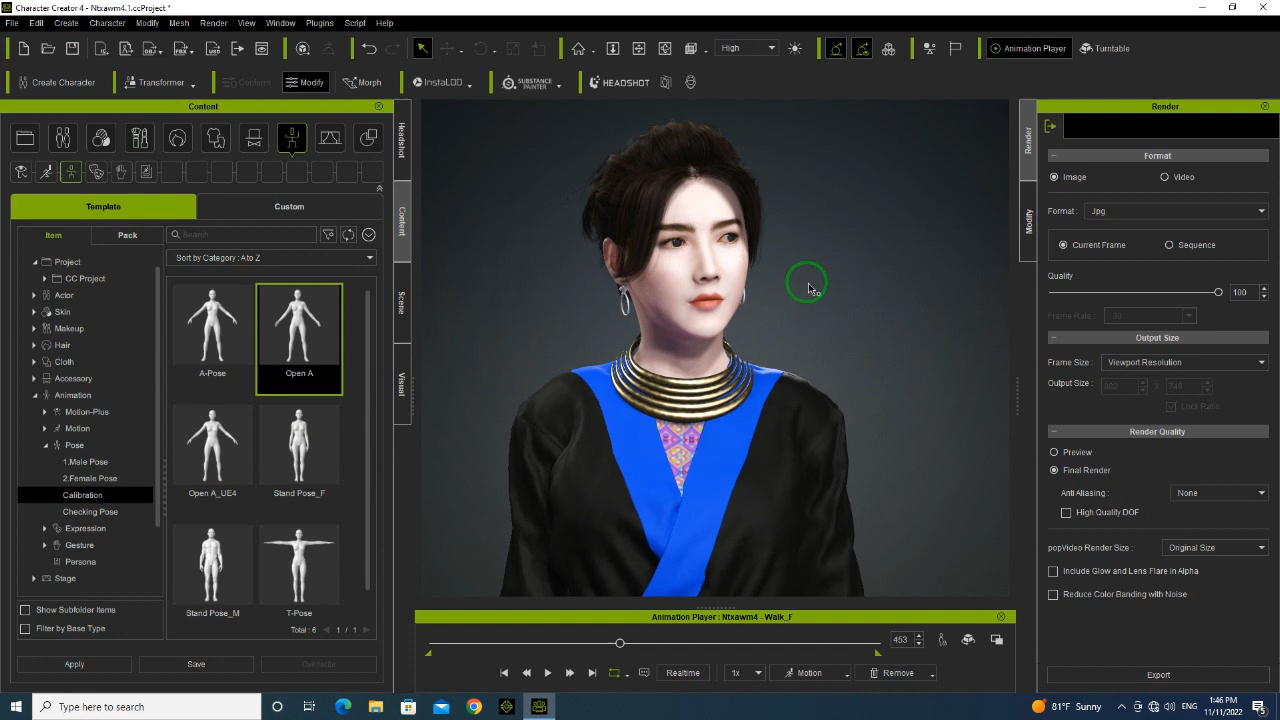 Character Creator 4 - Ntxawm4.1.ccProject *
File Edit Create Character Modify Mesh Render View Window Plugins Script Help
High Animation Player Turntable
Create Character Transformer Conform Modify Morph InstaLOD SUBSTANCE PAINTER HEADSHOT
Content
Template Custom
Item Pack
Search
Sort by Category : A to Z
Project
CC Project
Actor
Skin
Makeup
Hair
Cloth
Accessory
Animation
Motion-Plus
Motion
Pose
1.Male Pose
2.Female Pose
Calibration
Checking Pose
Expression
Gesture
Persona
Stage
A-Pose Open A
Open A_UE4 Stand Pose_F
Stand Pose_M T-Pose
Show Subfolder Items
Filter by Base Type
Total : 6 1 / 1
Apply Save Overwrite
Headshot
Content
Scene
Visual
Animation Player : Ntxawm4 - Walk_F
453
Realtime 1x Motion Remove
Render
Modify
Render
Format
Image Video
Format : Jpg
Current Frame Sequence
Quality
100
Frame Rate : 30
Output Size
Frame Size : Viewport Resolution
Output Size : 882 X 748
Lock Ratio
Render Quality
Preview
Final Render
Anti Aliasing : None
High Quality DOF
popVideo Render Size : Original Size
Include Glow and Lens Flare in Alpha
Reduce Color Banding with Noise
Export
Type here to search
81°F Sunny
ENG
1:46 PM
11/11/2022
5